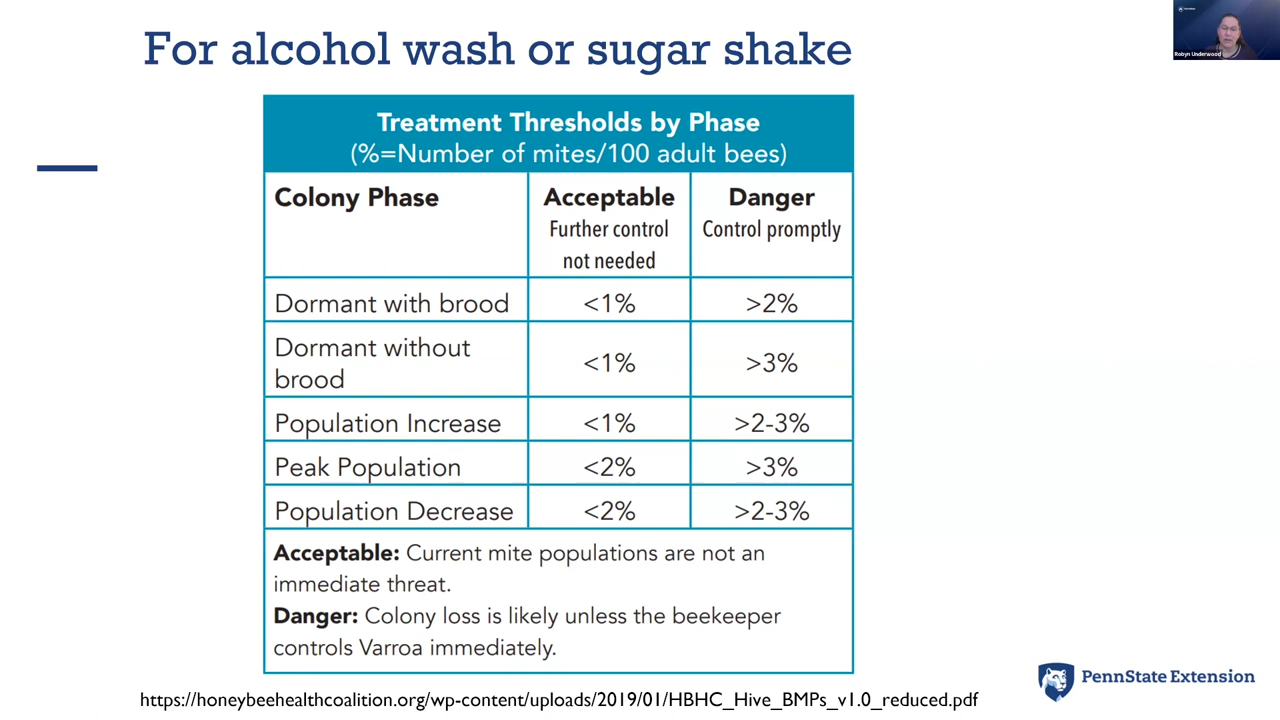 For alcohol wash or sugar shake
Robyn Underwood
Treatment Thresholds by Phase
(%=Number of mites/100 adult bees)
Colony Phase
Acceptable
Further control
not needed
Danger
Control promptly
Dormant with brood
<1%
>2%
Dormant without
brood
<1%
>3%
Population Increase
<1%
>2-3%
Peak Population
<2%
>3%
Population Decrease
<2%
>2-3%
Acceptable: Current mite populations are not an
immediate threat.
Danger: Colony loss is likely unless the beekeeper
controls Varroa immediately.
PennState Extension
https://honeybeehealthcoalition.org/wp-content/uploads/2019/01/HBHC_Hive_BMPs_v1.0_reduced.pdf